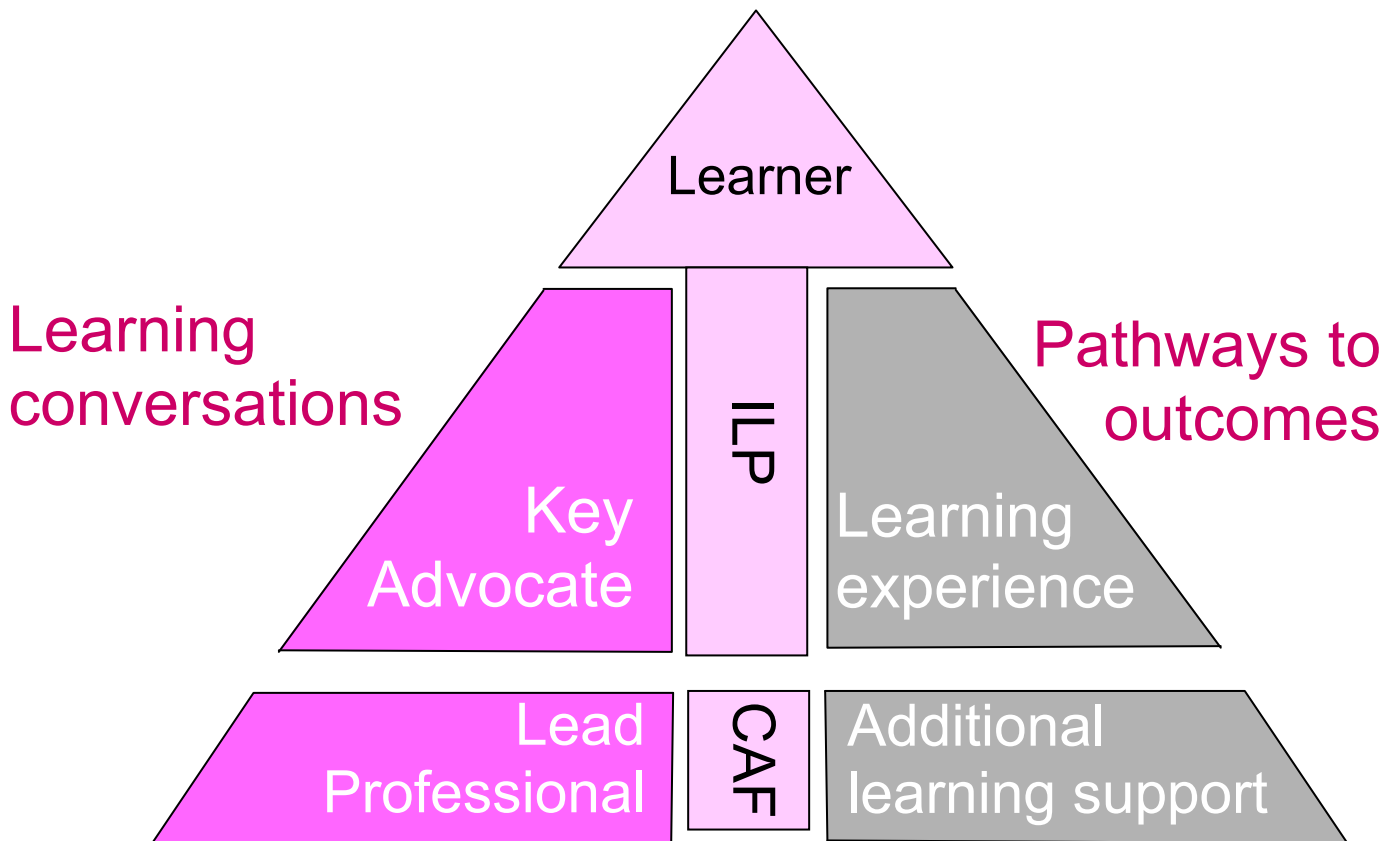 Learner
Learning
conversations
Pathways to
outcomes
Key
Advocate
ILP
Learning
experience
Lead
Professional
CAF
Additional
learning support